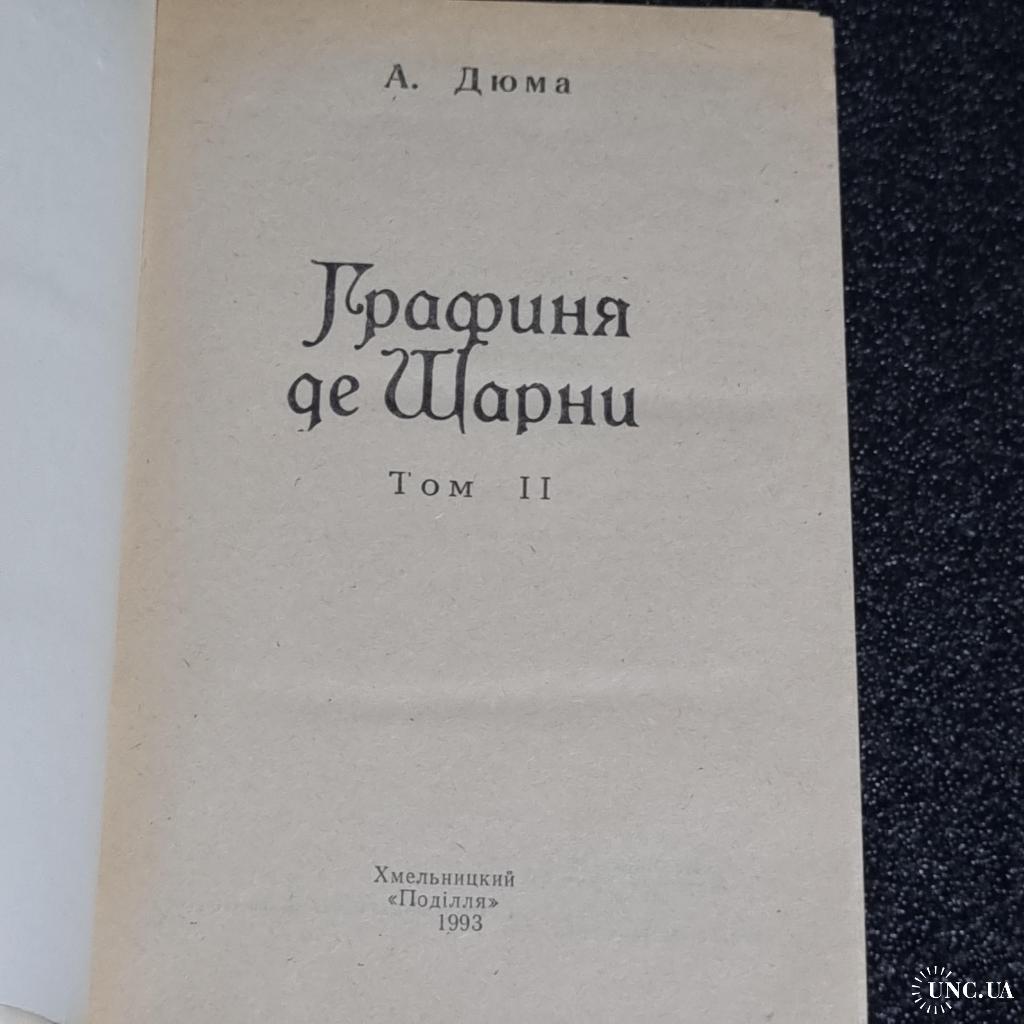 А. Дюма
Графиня
де Шарни
Том II
Хмельницкий
«Поділля»
1993
UNC.UA